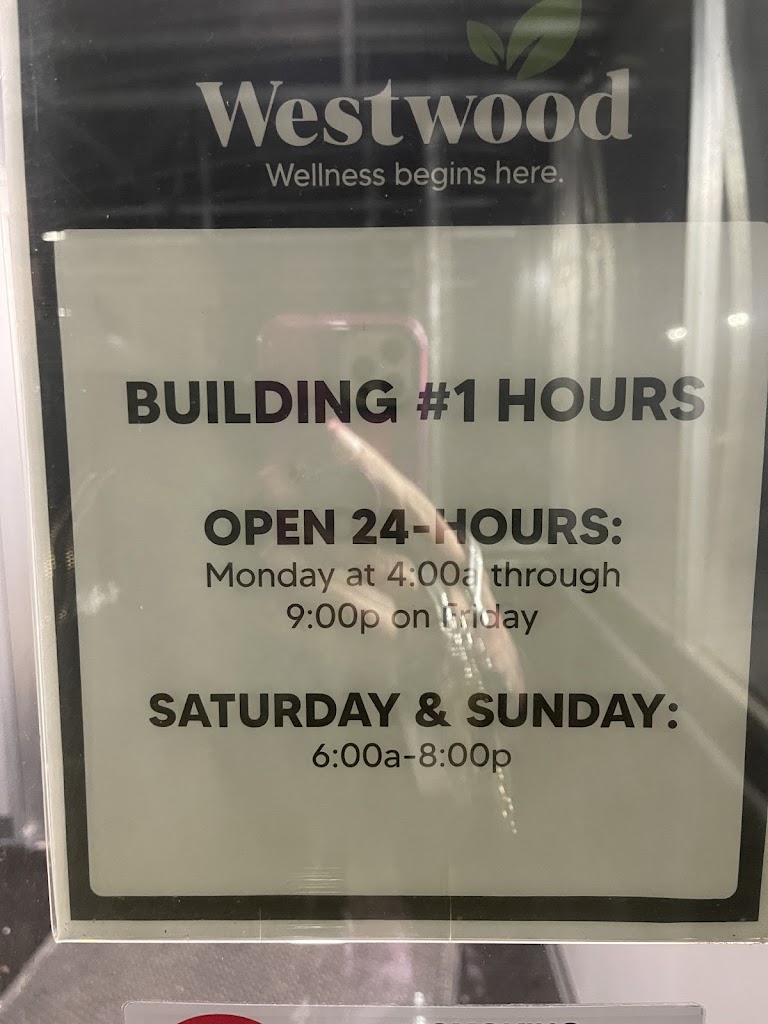 Westwood
Wellness begins here.
BUILDING #1 HOURS
OPEN 24-HOURS:
Monday at 4:00a through
9:00p on Friday
SATURDAY & SUNDAY:
6:00a-8:00p